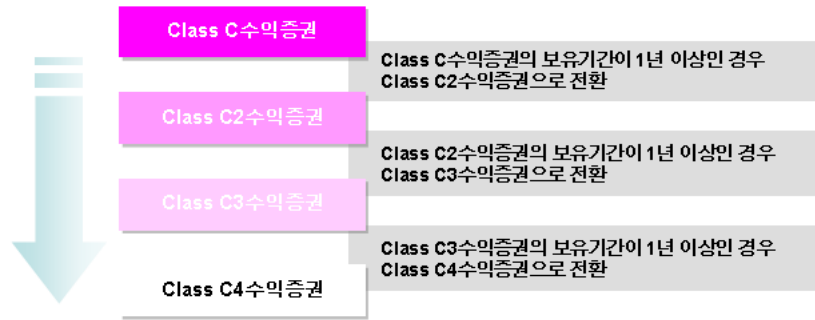 Class C수익증권
Class C수익증권의 보유기간이 1년 이상인 경우
Class C2수익증권으로 전환
Class C2수익증권
Class C2수익증권의 보유기간이 1년 이상인 경우
Class C3수익증권으로 전환
Class C3수익증권
Class C3수익증권의 보유기간이 1년 이상인 경우
Class C4수익증권으로 전환
Class C4수익증권